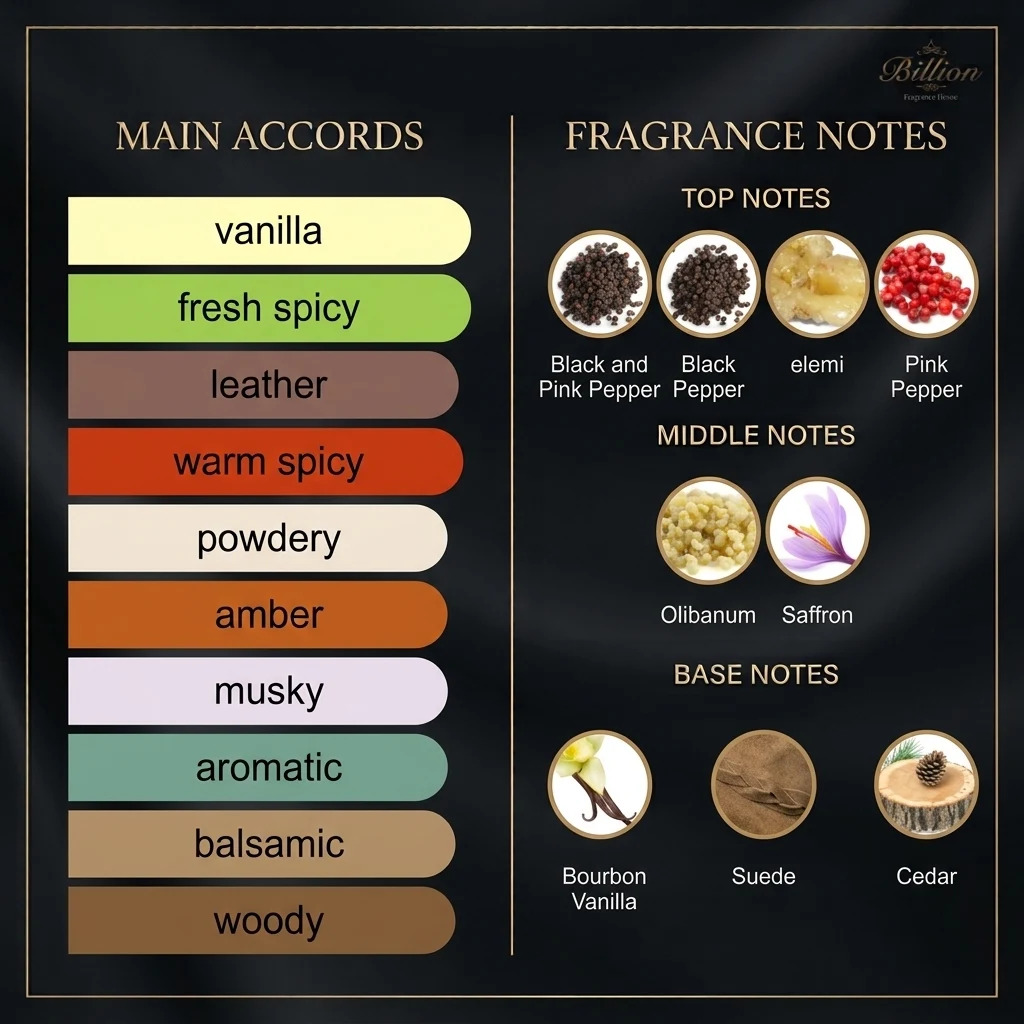 Billion
Fragrance House
MAIN ACCORDS
vanilla
fresh spicy
leather
warm spicy
powdery
amber
musky
aromatic
balsamic
woody
FRAGRANCE NOTES
TOP NOTES
Black and
Pink Pepper
Black
Pepper
elemi
Pink
Pepper
MIDDLE NOTES
Olibanum
Saffron
BASE NOTES
Bourbon
Vanilla
Suede
Cedar